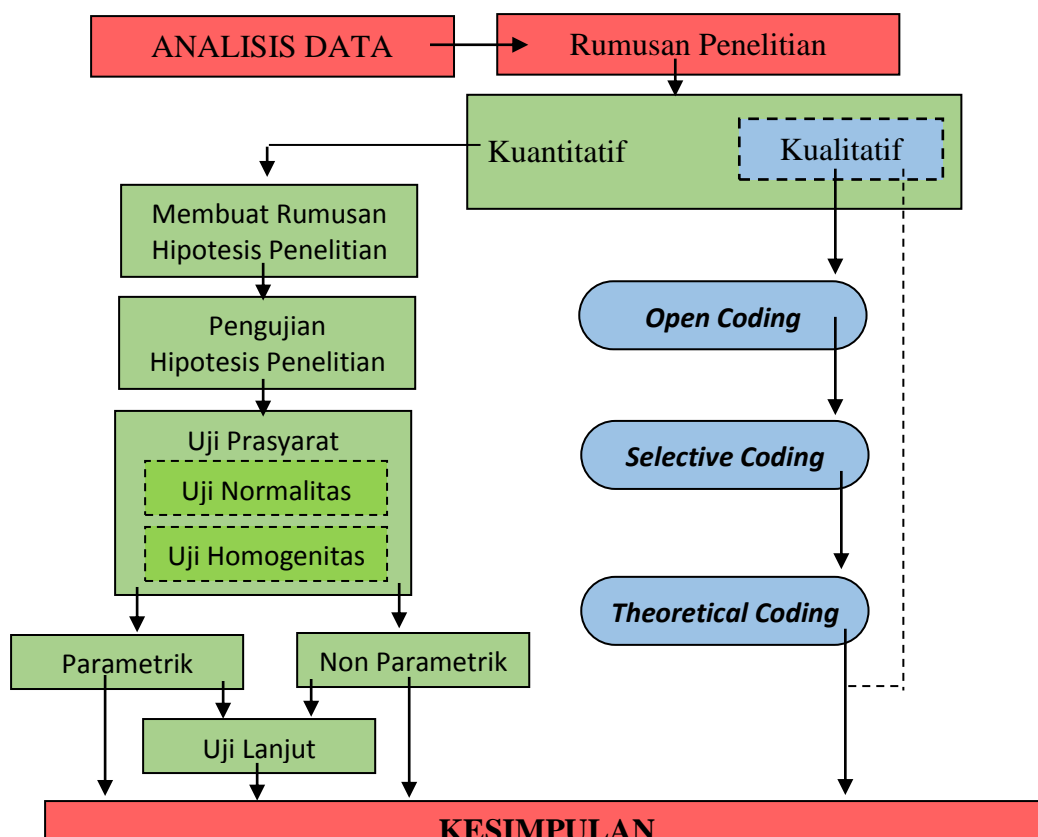 ANALISIS DATA
Rumusan Penelitian
Kuantitatif
Kualitatif
Membuat Rumusan
Hipotesis Penelitian
Pengujian
Hipotesis Penelitian
Uji Prasyarat
Uji Normalitas
Uji Homogenitas
Parametrik
Non Parametrik
Uji Lanjut
Open Coding
Selective Coding
Theoretical Coding
KESIMPULAN